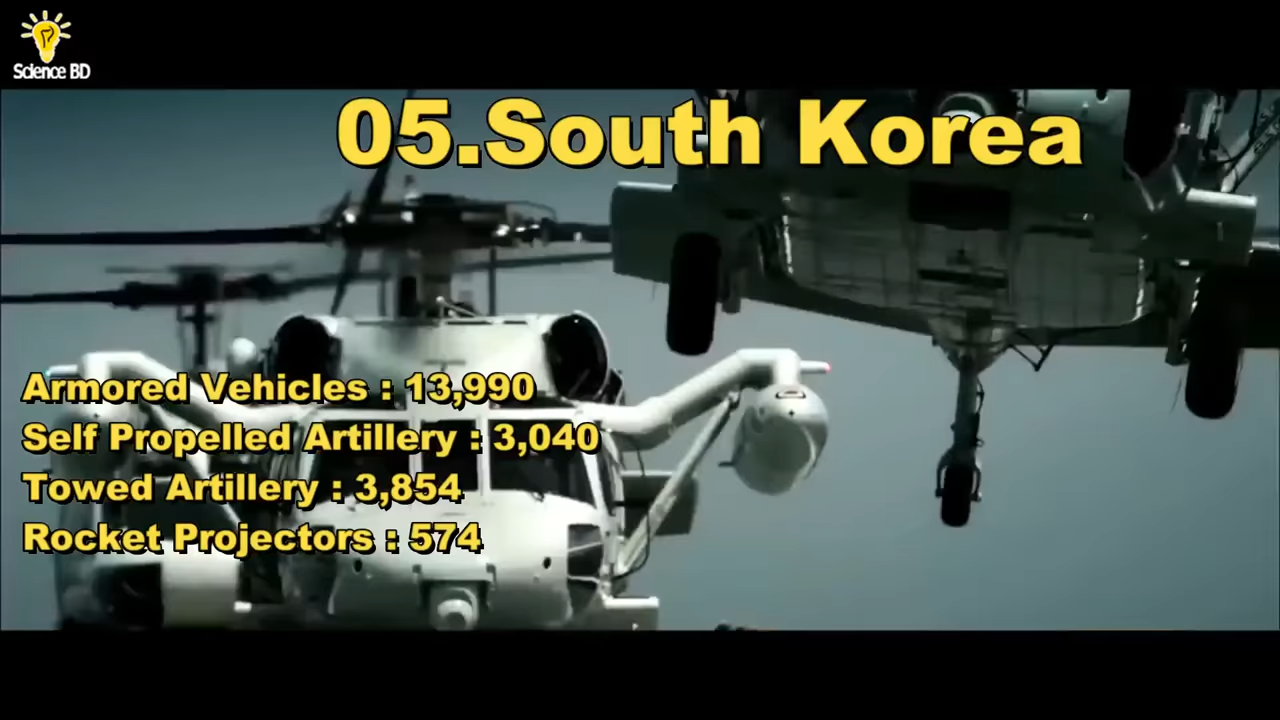 Science BD
05.South Korea
Armored Vehicles : 13,990
Self Propelled Artillery : 3,040
Towed Artillery : 3,854
Rocket Projectors : 574